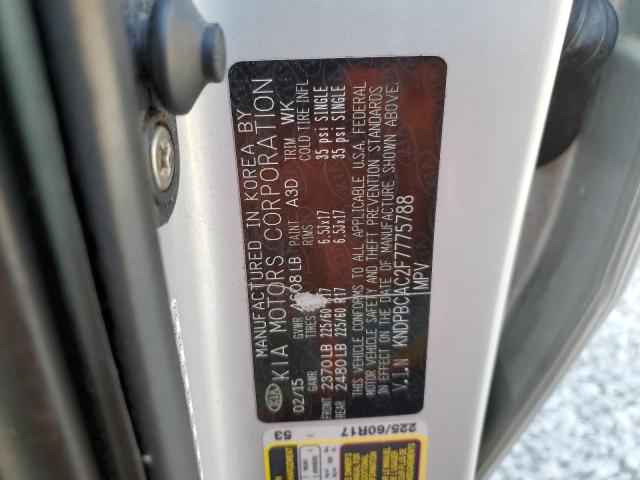 MANUFACTURED IN KOREA BY
KIA MOTORS CORPORATION
02/15 GVWR 4608 LB PAINT A3D TRIM WK
GAWR TIRES RIMS COLD TIRE INFL
FRONT 2370LB 225/60 R17 6.5Jx17 35 psi SINGLE
REAR 2480LB 225/60 R17 6.5Jx17 35 psi SINGLE
THIS VEHICLE CONFORMS TO ALL APPLICABLE U.S.A. FEDERAL
MOTOR VEHICLE SAFETY AND THEFT PREVENTION STANDARDS
IN EFFECT ON THE DATE OF MANUFACTURE SHOWN ABOVE.
V.I.N KNDPBCAC2F7775788
MPV
KIA
53 – 225/60R17